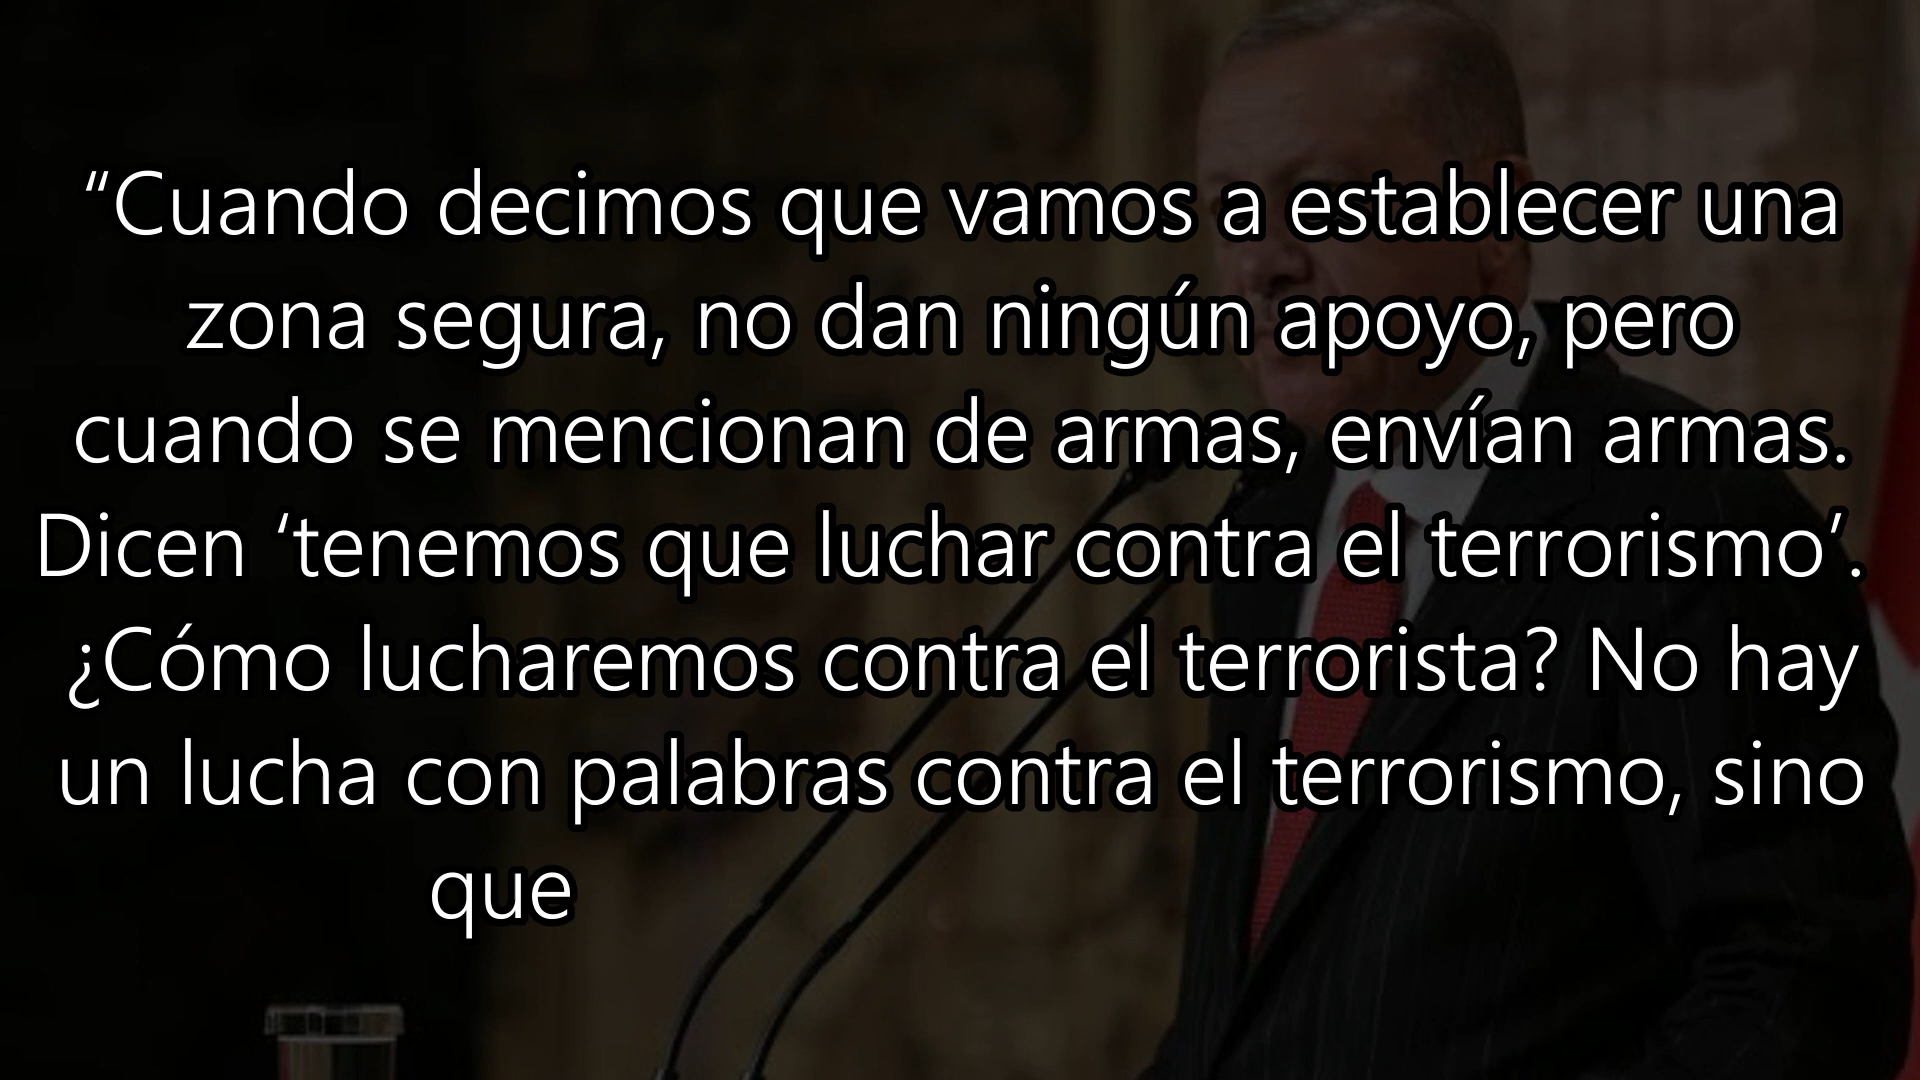 “Cuando decimos que vamos a establecer una
zona segura, no dan ningún apoyo, pero
cuando se mencionan de armas, envían armas.
Dicen ‘tenemos que luchar contra el terrorismo’.
¿Cómo lucharemos contra el terrorista? No hay
un lucha con palabras contra el terrorismo, sino
que